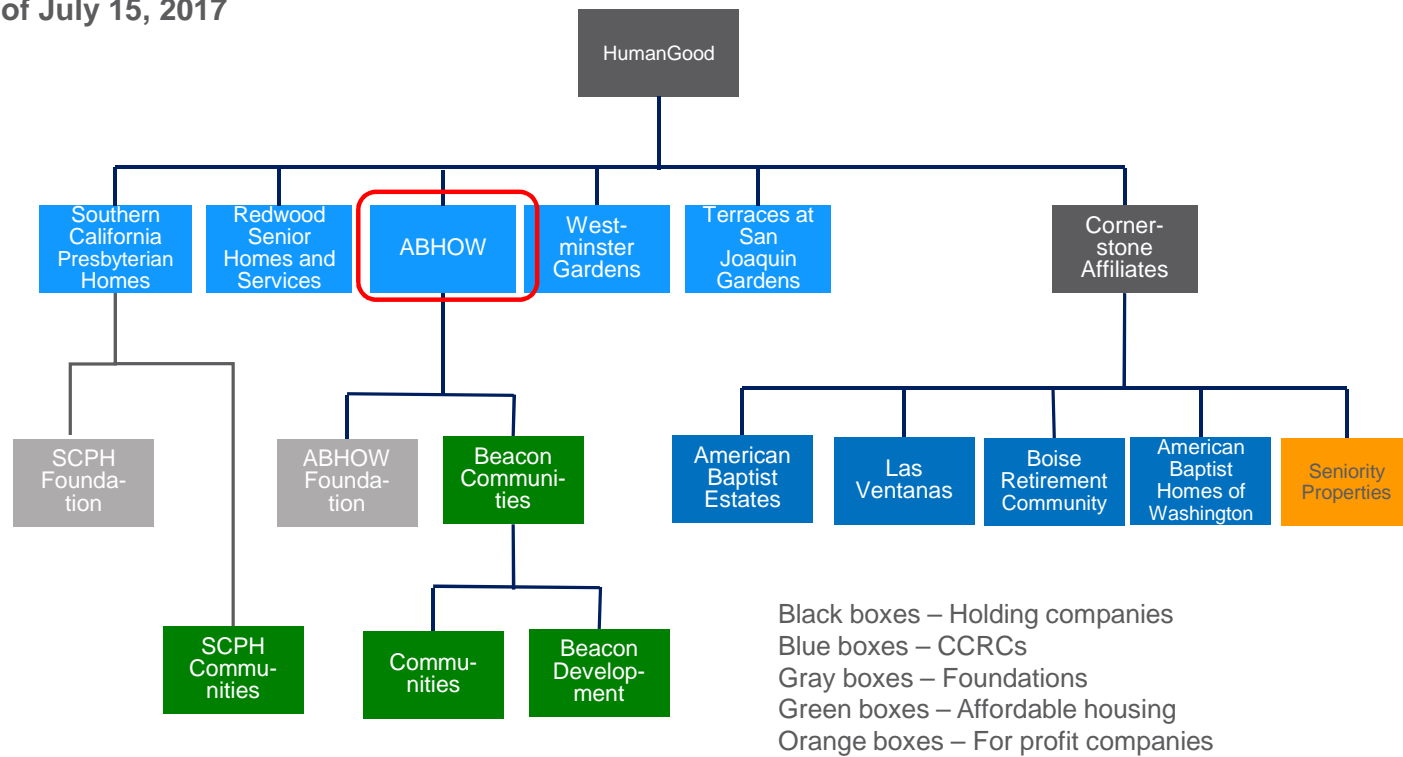 of July 15, 2017
HumanGood
Southern
California
Presbyterian
Homes
Redwood
Senior
Homes and
Services
ABHOW
West-
minster
Gardens
Terraces at
San
Joaquin
Gardens
Corner-
stone
Affiliates
SCPH
Founda-
tion
ABHOW
Founda-
tion
Beacon
Communi-
ties
American
Baptist
Estates
Las
Ventanas
Boise
Retirement
Community
American
Baptist
Homes of
Washington
Seniority
Properties
SCPH
Commu-
nities
Commu-
nities
Beacon
Develop-
ment
Black boxes – Holding companies
Blue boxes – CCRCs
Gray boxes – Foundations
Green boxes – Affordable housing
Orange boxes – For profit companies